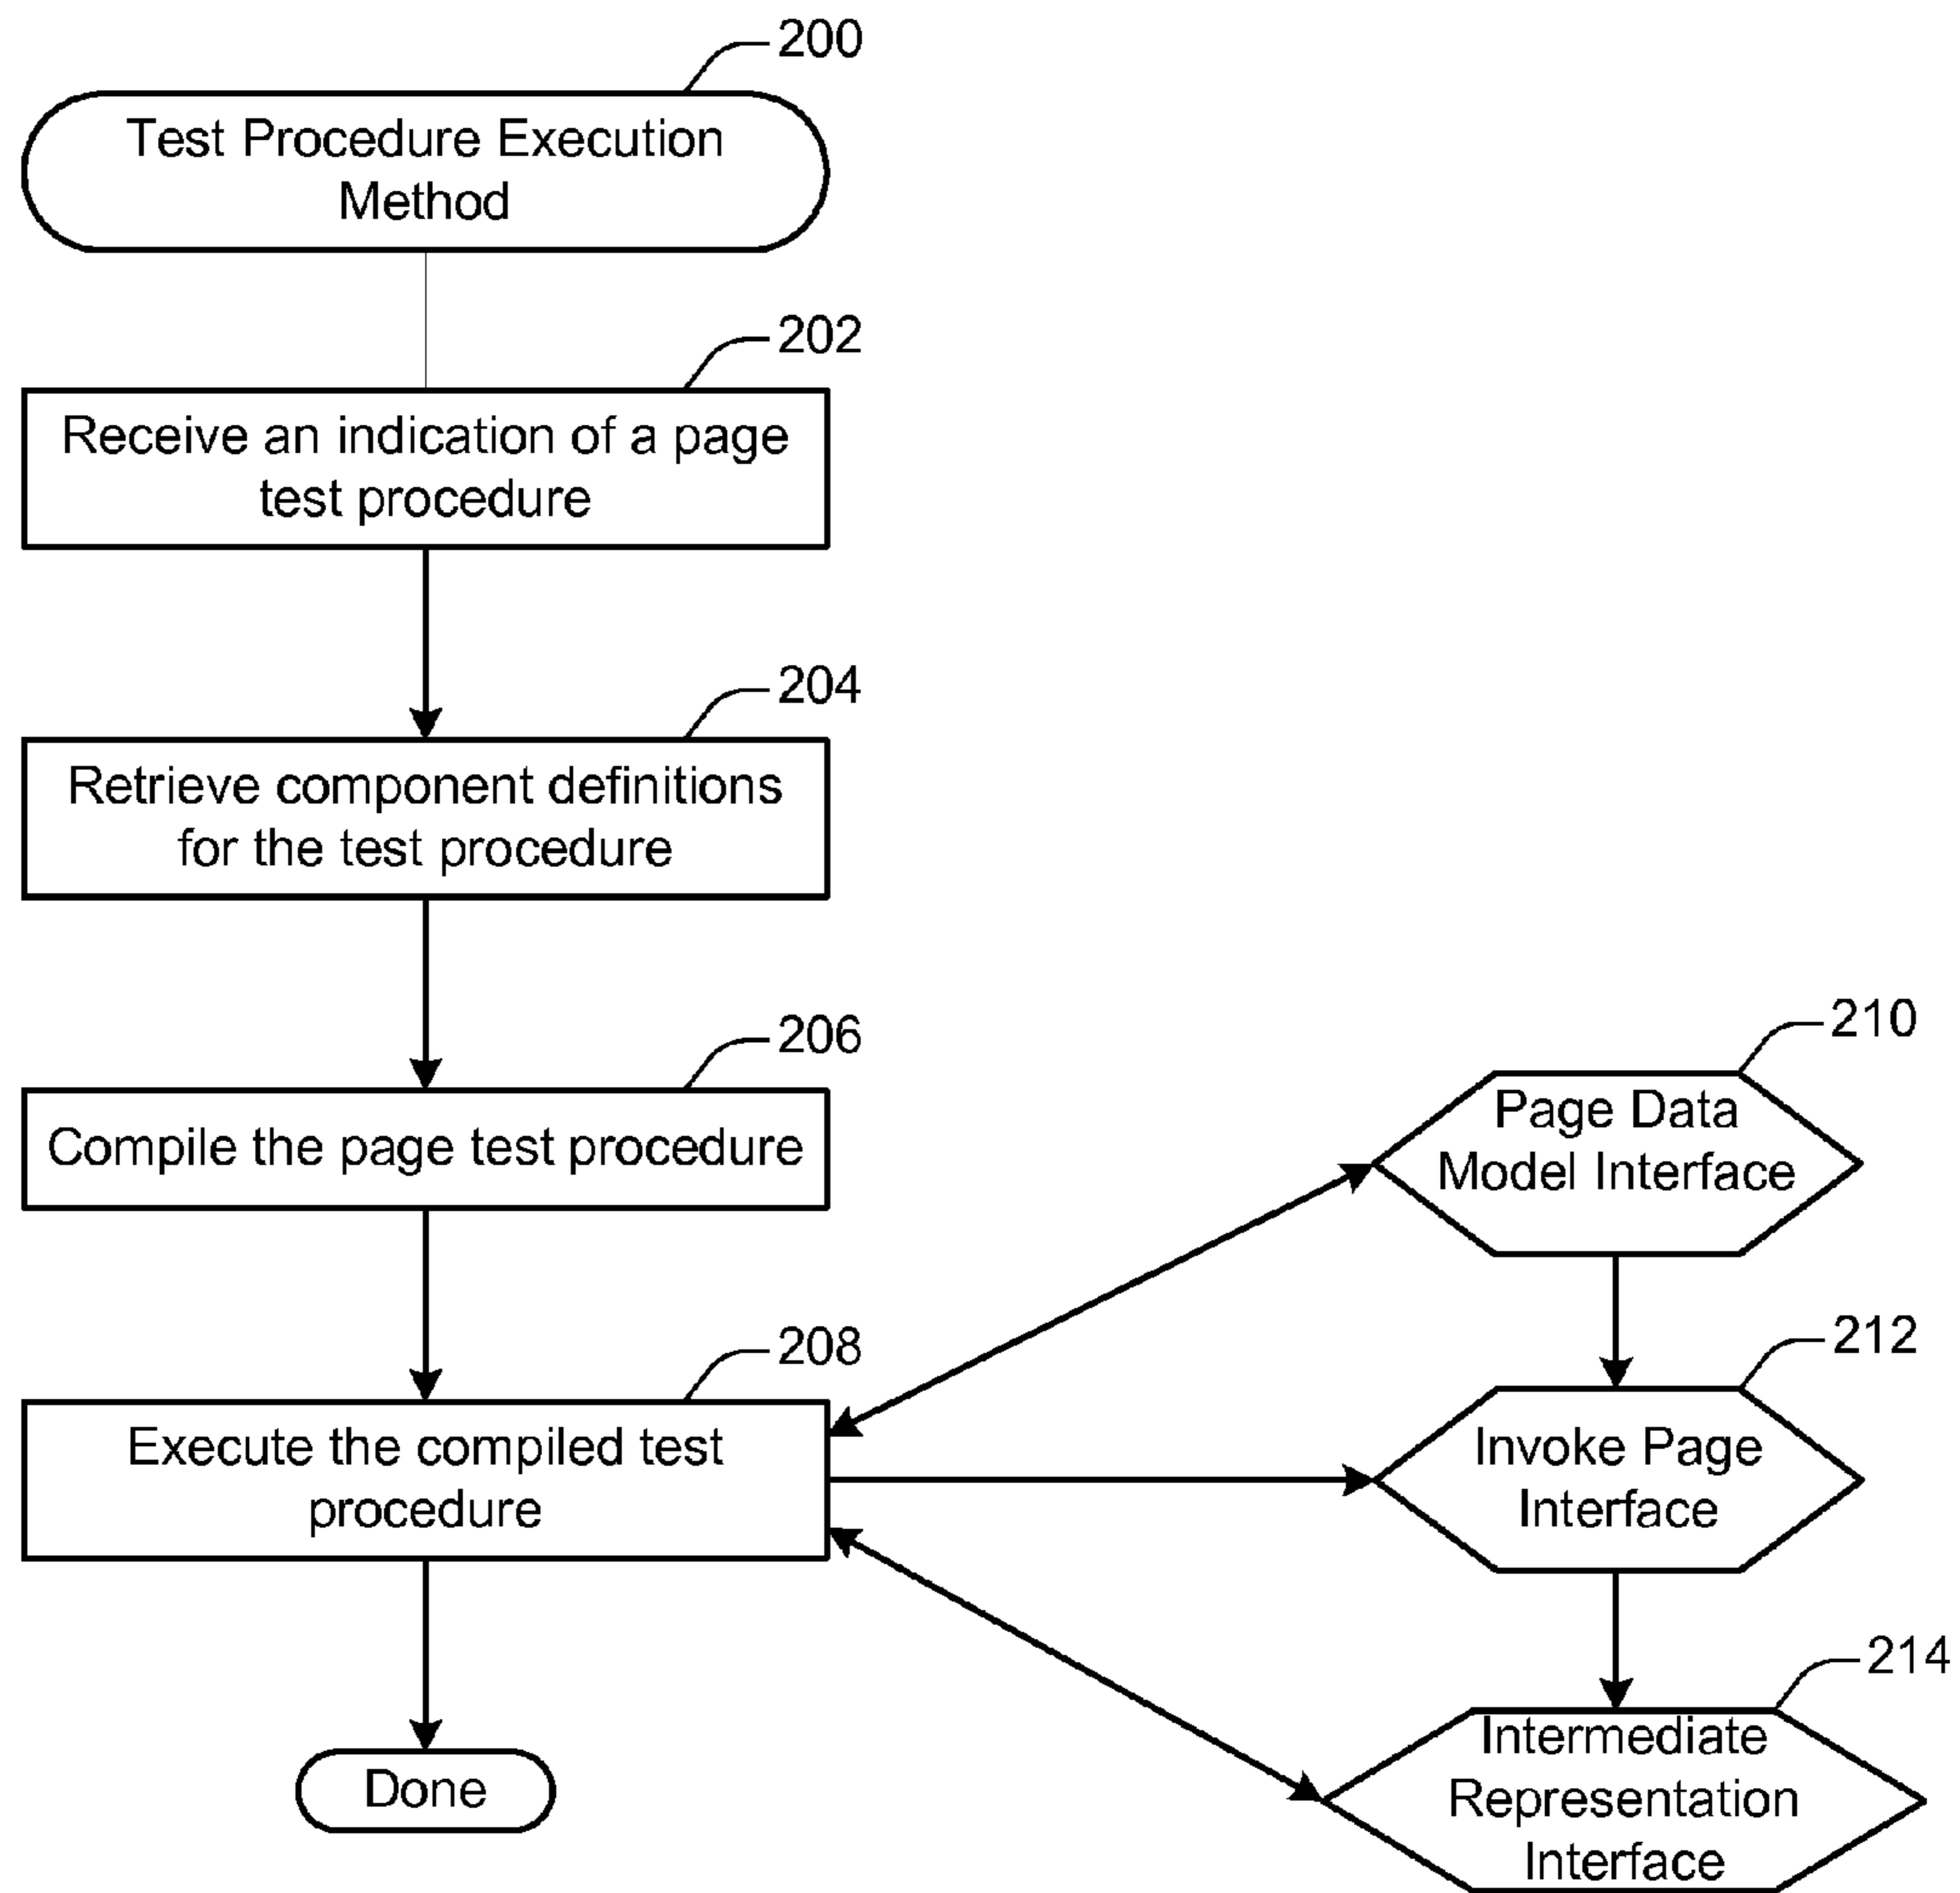 200
Test Procedure Execution
Method
202
Receive an indication of a page
test procedure
204
Retrieve component definitions
for the test procedure
206
Compile the page test procedure
208
Execute the compiled test
procedure
Done
210
Page Data
Model Interface
212
Invoke Page
Interface
214
Intermediate
Representation
Interface